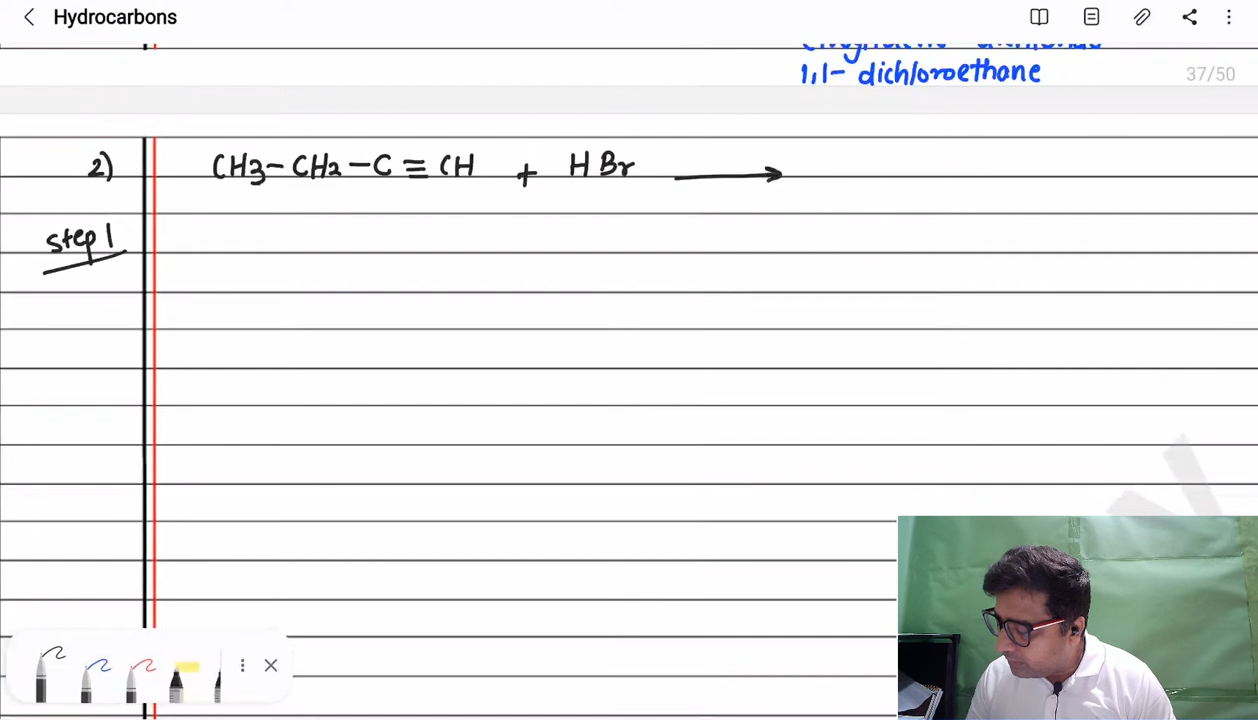 Hydrocarbons
1,1- dichloroethane
37/50
2) CH3-CH2-C≡CH + HBr ⟶
Step 1